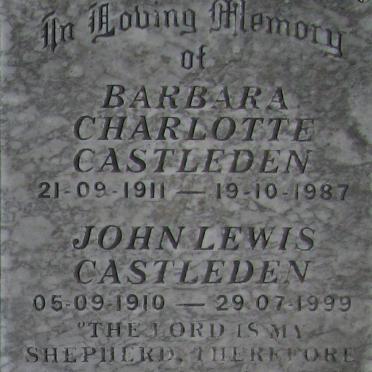 In Loving Memory
of
BARBARA
CHARLOTTE
CASTLEDEN
21-09-1911 — 19-10-1987
JOHN LEWIS
CASTLEDEN
05-09-1910 — 29-07-1999
"THE LORD IS MY
SHEPHERD, THEREFORE